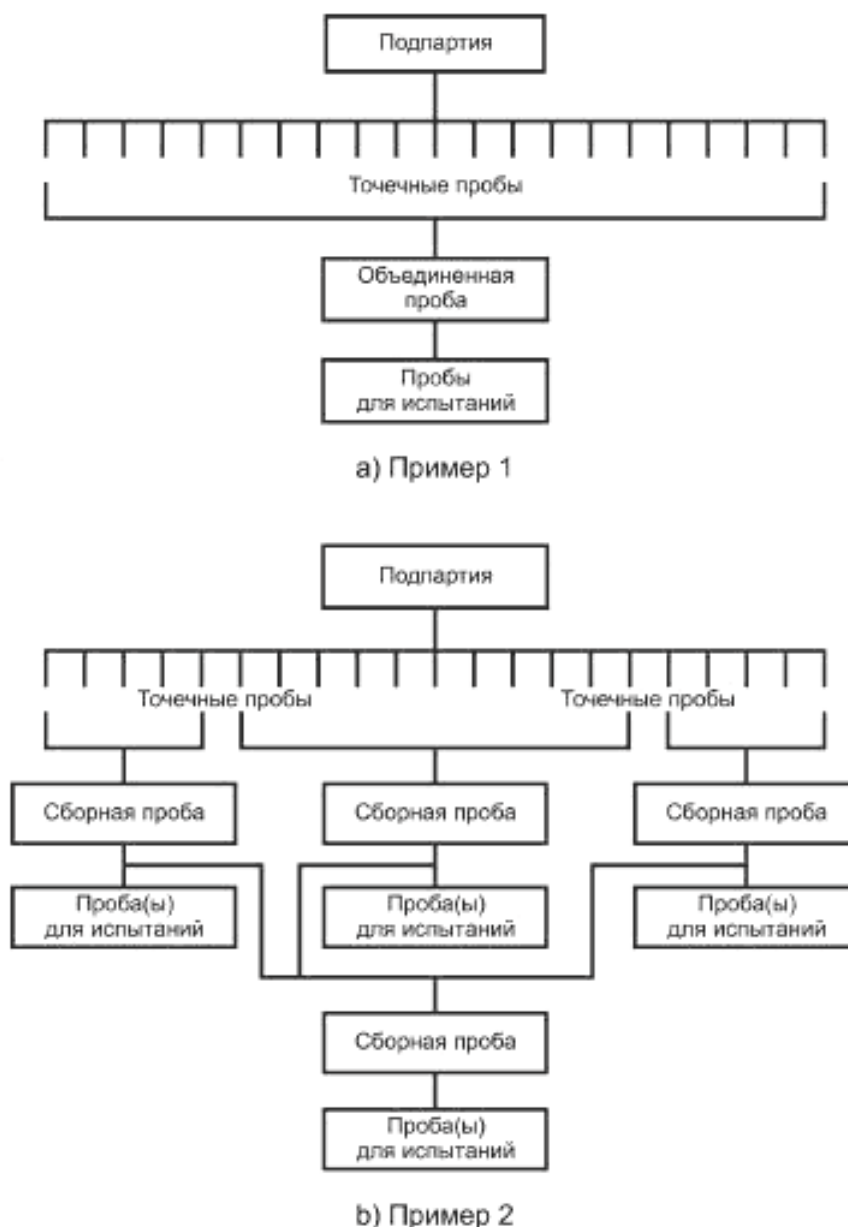 Подпартия
Точечные пробы
Объединенная
проба
Пробы
для испытаний
a) Пример 1
Подпартия
Точечные пробы Точечные пробы
Сборная проба Сборная проба Сборная проба
Проба(ы) Проба(ы) Проба(ы)
для испытаний для испытаний для испытаний
Сборная проба
Проба(ы)
для испытаний
b) Пример 2